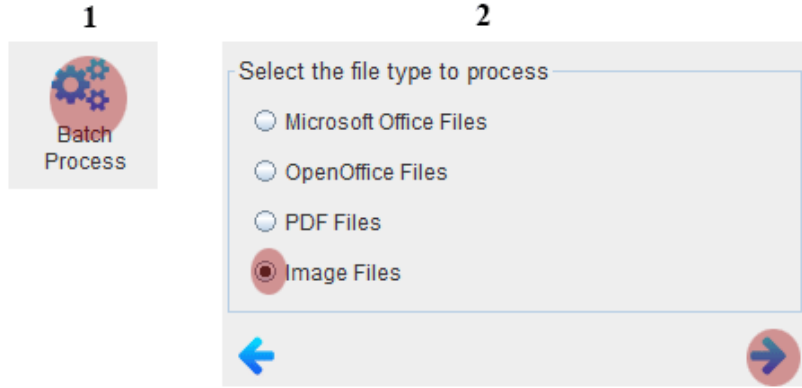 1
2
Batch
Process
Select the file type to process
Microsoft Office Files
OpenOffice Files
PDF Files
Image Files